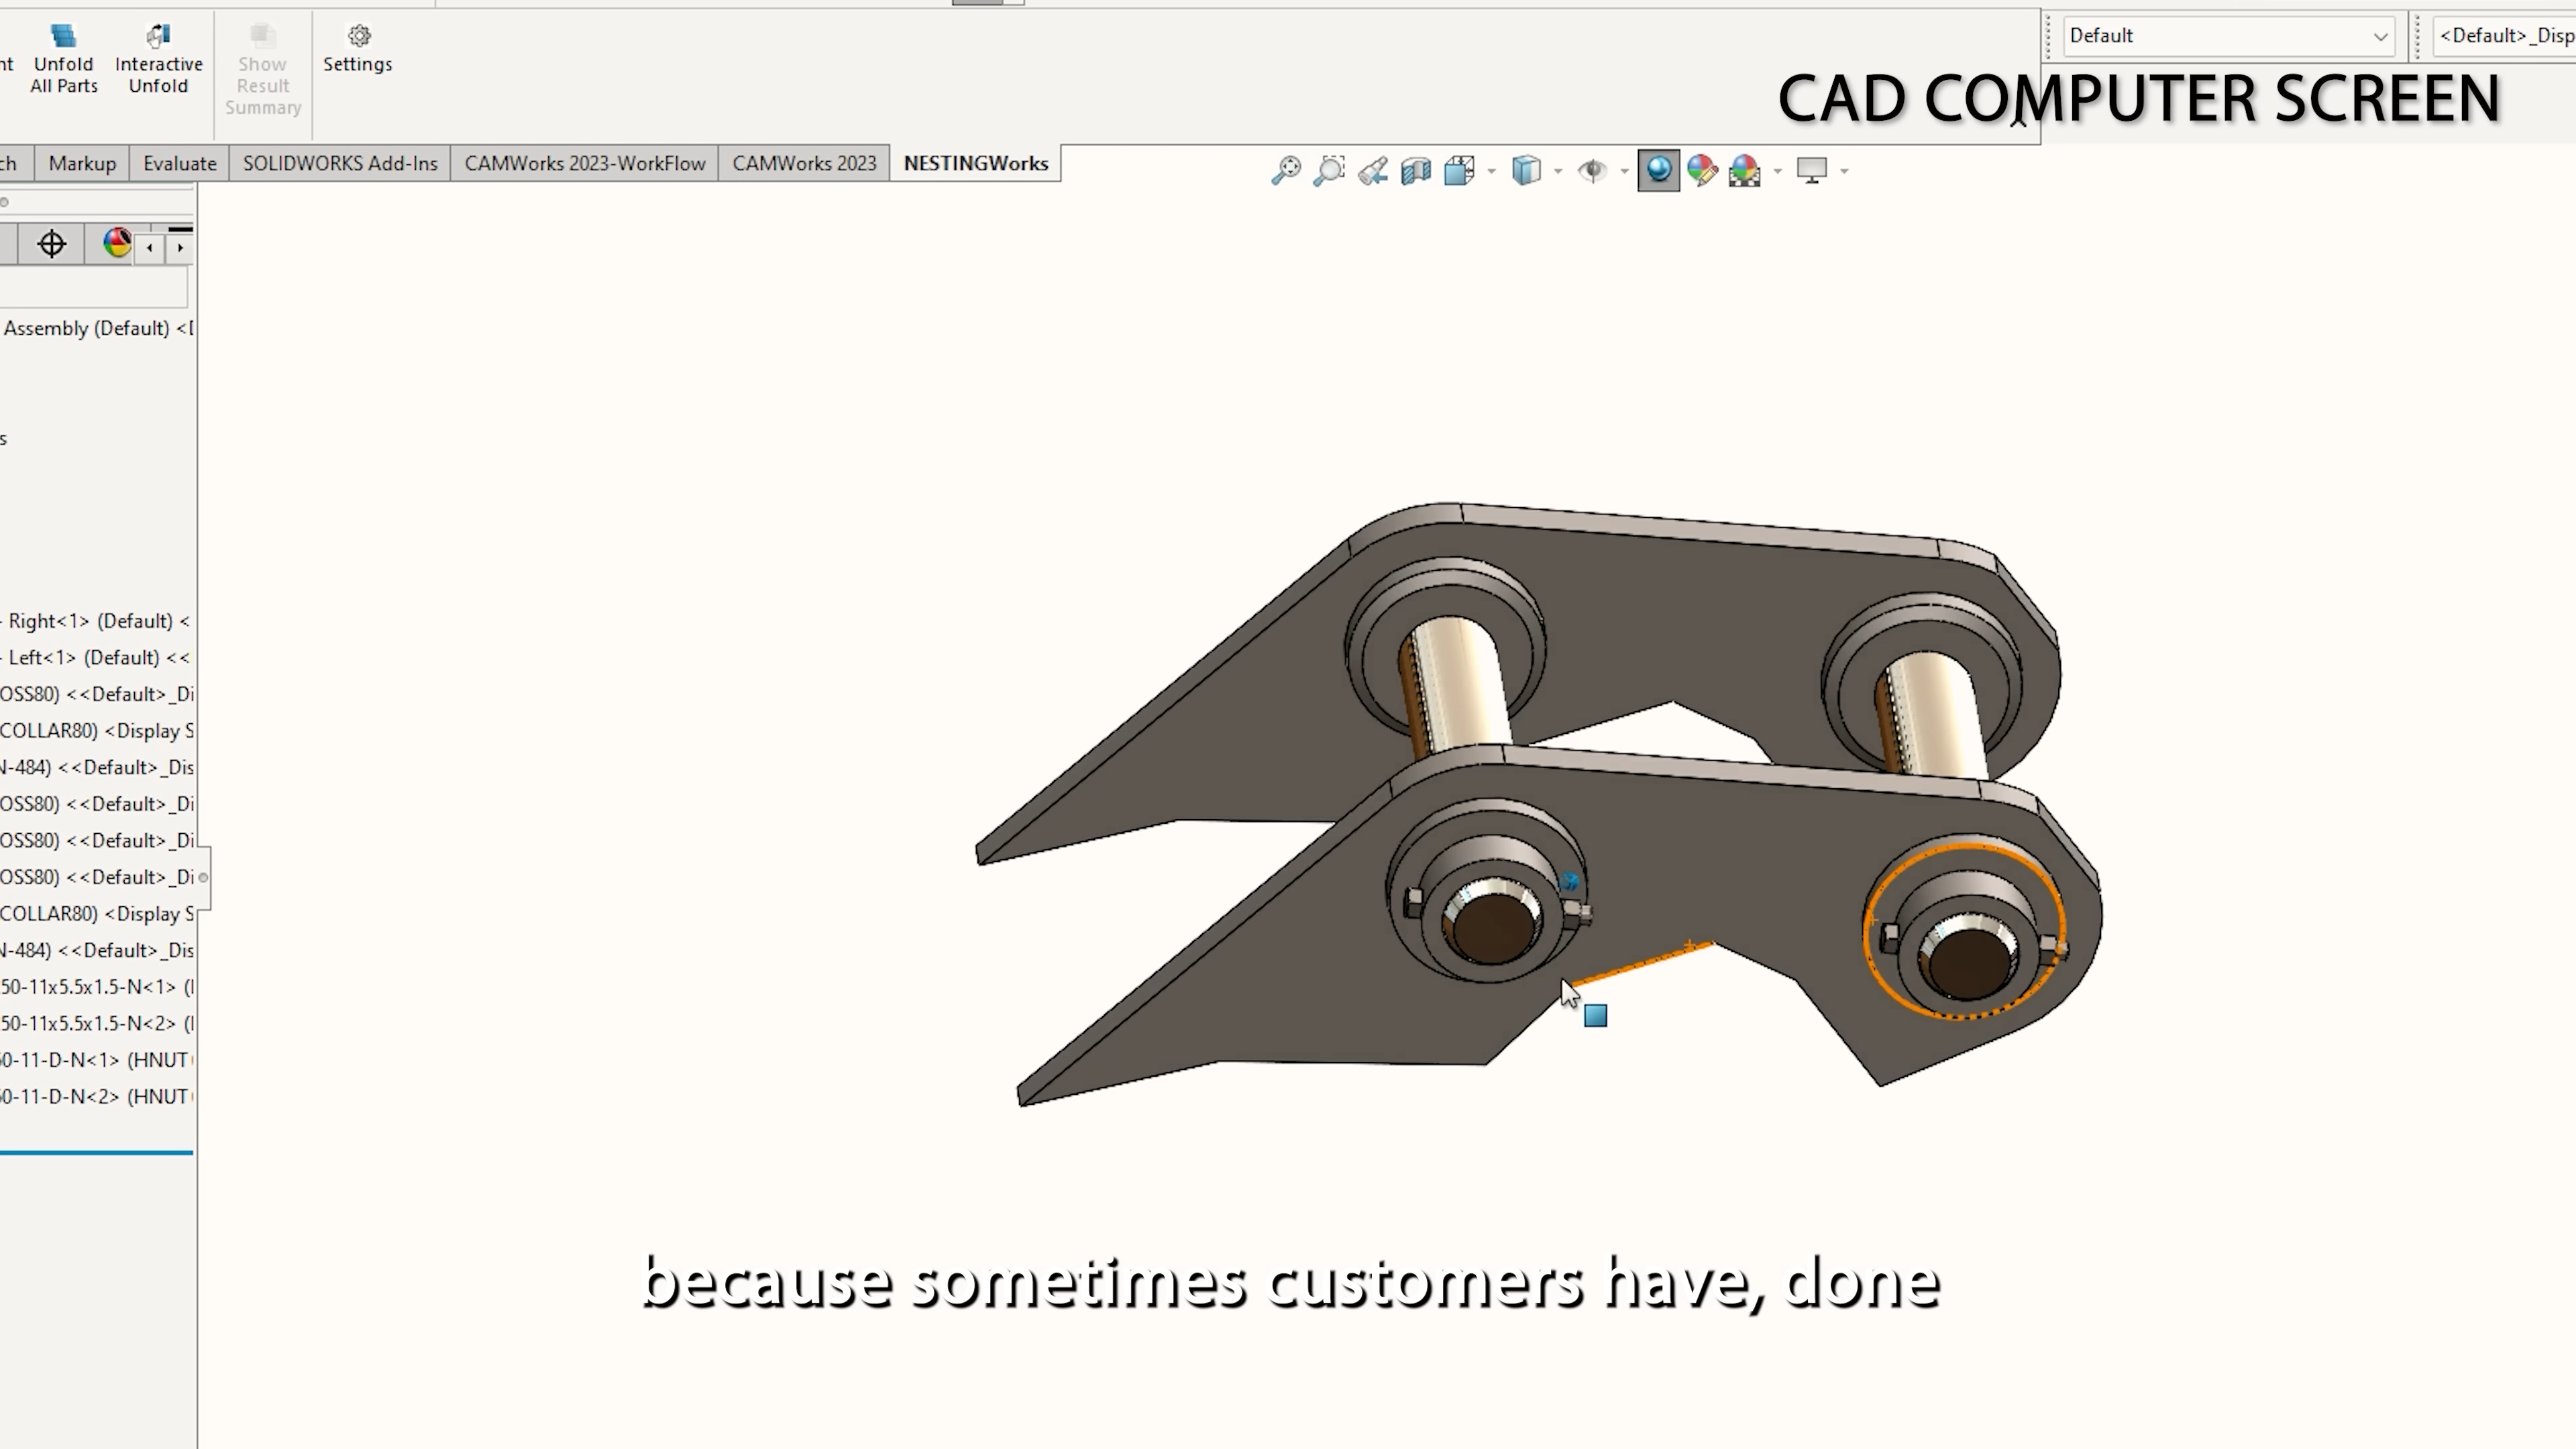 nt
Unfold
All Parts
Interactive
Unfold
Show
Result
Summary
Settings
Default
<Default>_Disp
CAD COMPUTER SCREEN
ch
Markup
Evaluate
SOLIDWORKS Add-Ins
CAMWorks 2023-WorkFlow
CAMWorks 2023
NESTINGWorks
Assembly (Default) <D
s
- Right<1> (Default) <
- Left<1> (Default) <<
OSS80) <<Default>_Di
COLLAR80) <Display S
N-484) <<Default>_Dis
OSS80) <<Default>_Di
OSS80) <<Default>_Di
OSS80) <<Default>_Di
COLLAR80) <Display S
N-484) <<Default>_Dis
50-11x5.5x1.5-N<1> (I
50-11x5.5x1.5-N<2> (I
60-11-D-N<1> (HNUT
60-11-D-N<2> (HNUT
because sometimes customers have, done